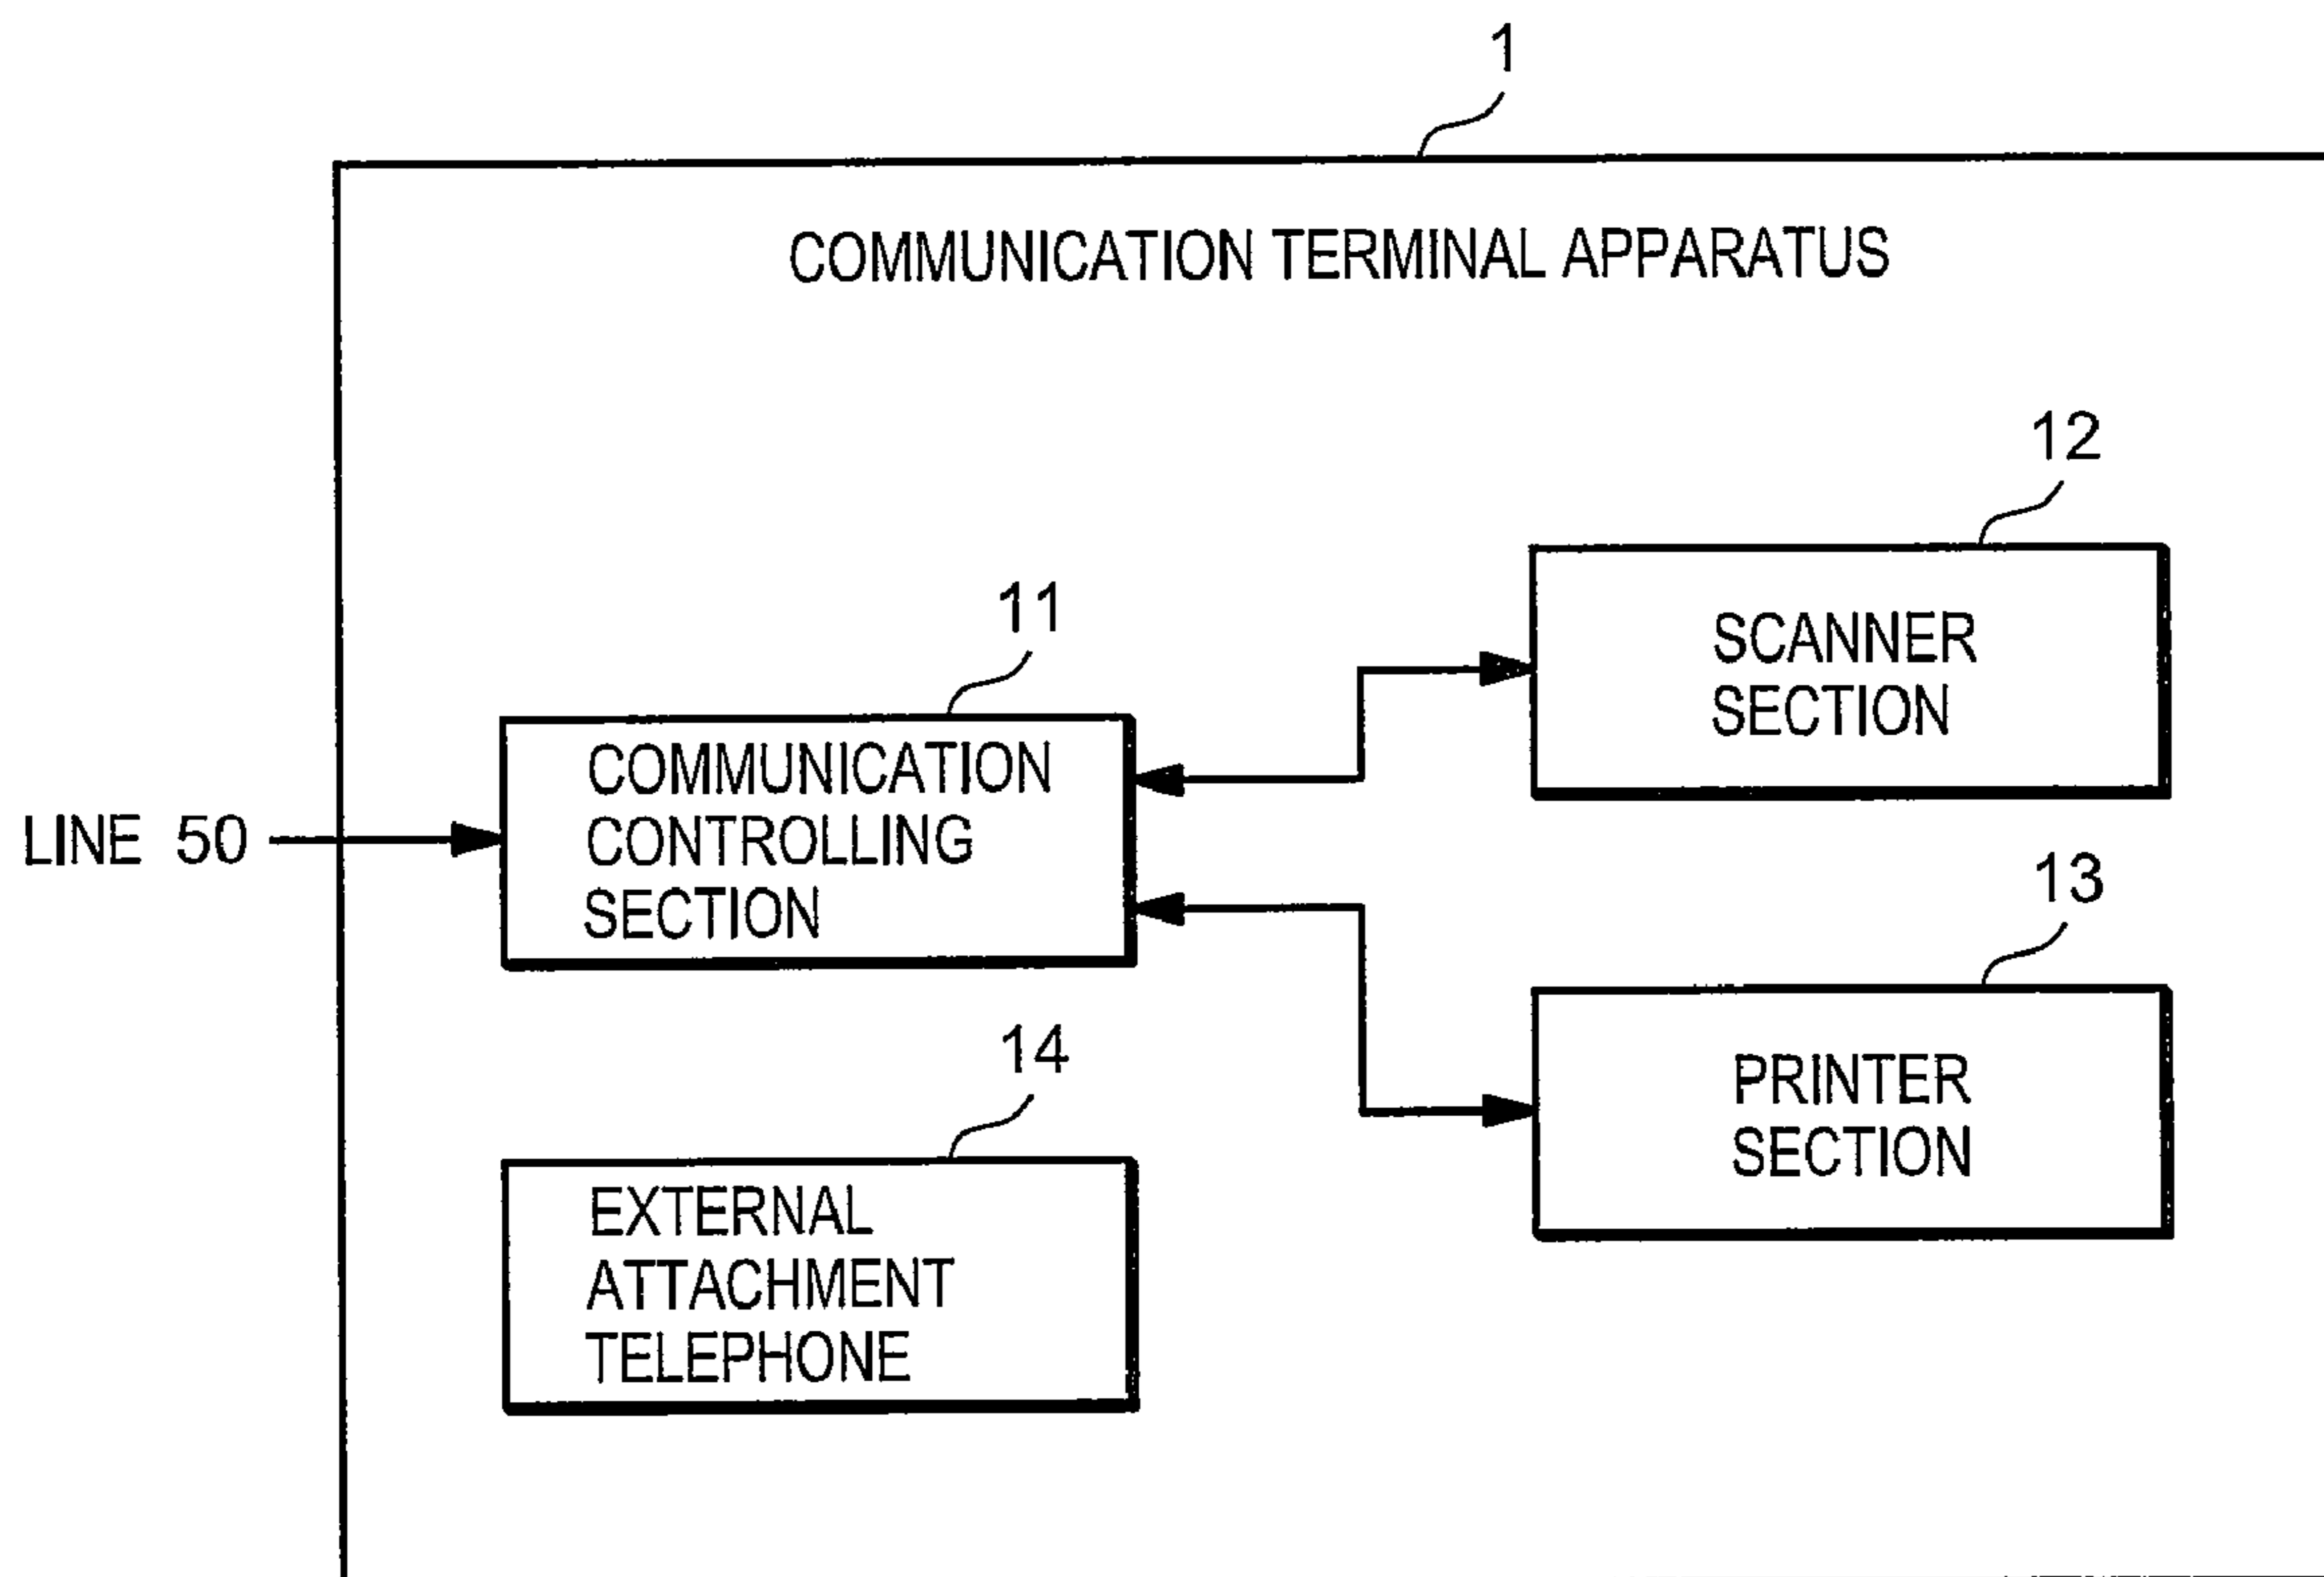 1
COMMUNICATION TERMINAL APPARATUS
12
SCANNER
SECTION
11
COMMUNICATION
CONTROLLING
SECTION
LINE 50
13
PRINTER
SECTION
14
EXTERNAL
ATTACHMENT
TELEPHONE